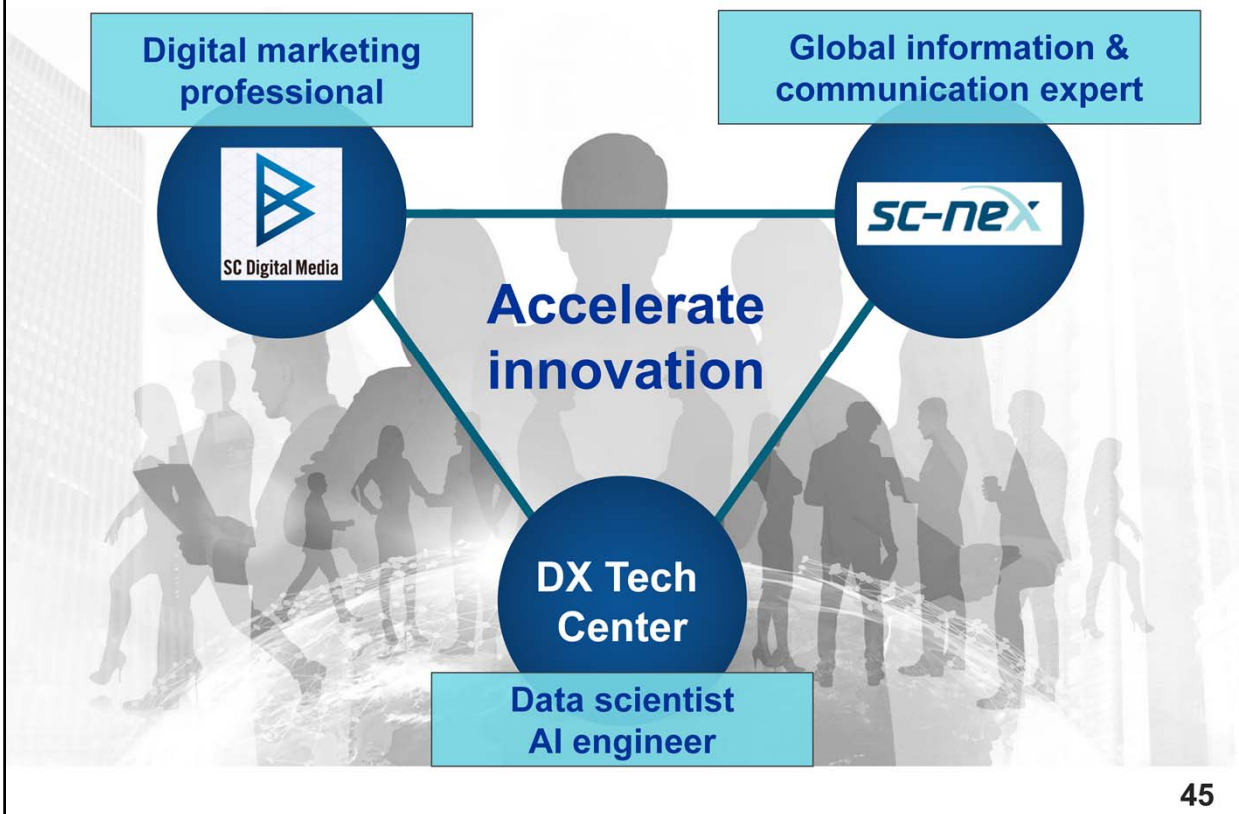 Digital marketing
professional
Global information &
communication expert
SC Digital Media
sc-nex
Accelerate
innovation
DX Tech
Center
Data scientist
AI engineer
45